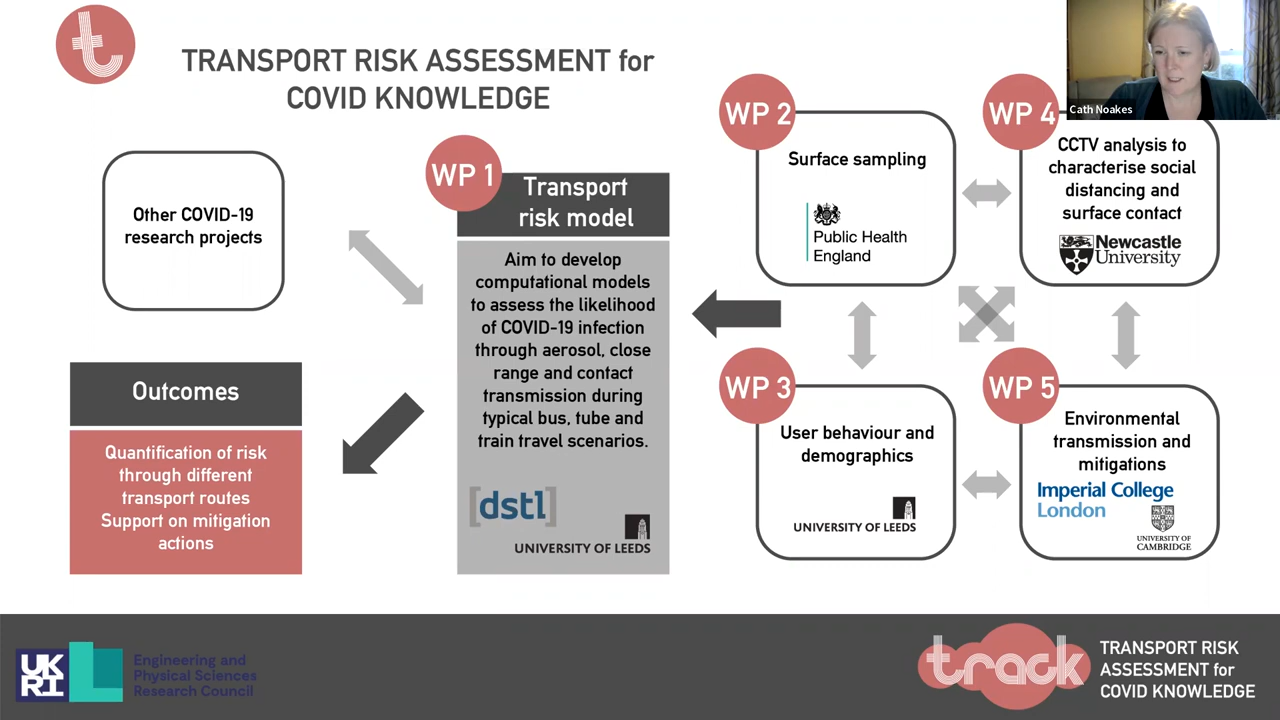 t
TRANSPORT RISK ASSESSMENT for
COVID KNOWLEDGE
Cath Noakes
Other COVID-19
research projects
Outcomes
Quantification of risk
through different
transport routes
Support on mitigation
actions
WP 1
Transport
risk model
Aim to develop
computational models
to assess the likelihood
of COVID-19 infection
through aerosol, close
range and contact
transmission during
typical bus, tube and
train travel scenarios.
[dstl]
UNIVERSITY OF LEEDS
WP 2
Surface sampling
Public Health
England
WP 4
CCTV analysis to
characterise social
distancing and
surface contact
Newcastle
University
WP 3
User behaviour and
demographics
UNIVERSITY OF LEEDS
WP 5
Environmental
transmission and
mitigations
Imperial College
London
UNIVERSITY OF
CAMBRIDGE
UK
RI
Engineering and
Physical Sciences
Research Council
track
TRANSPORT RISK
ASSESSMENT for
COVID KNOWLEDGE